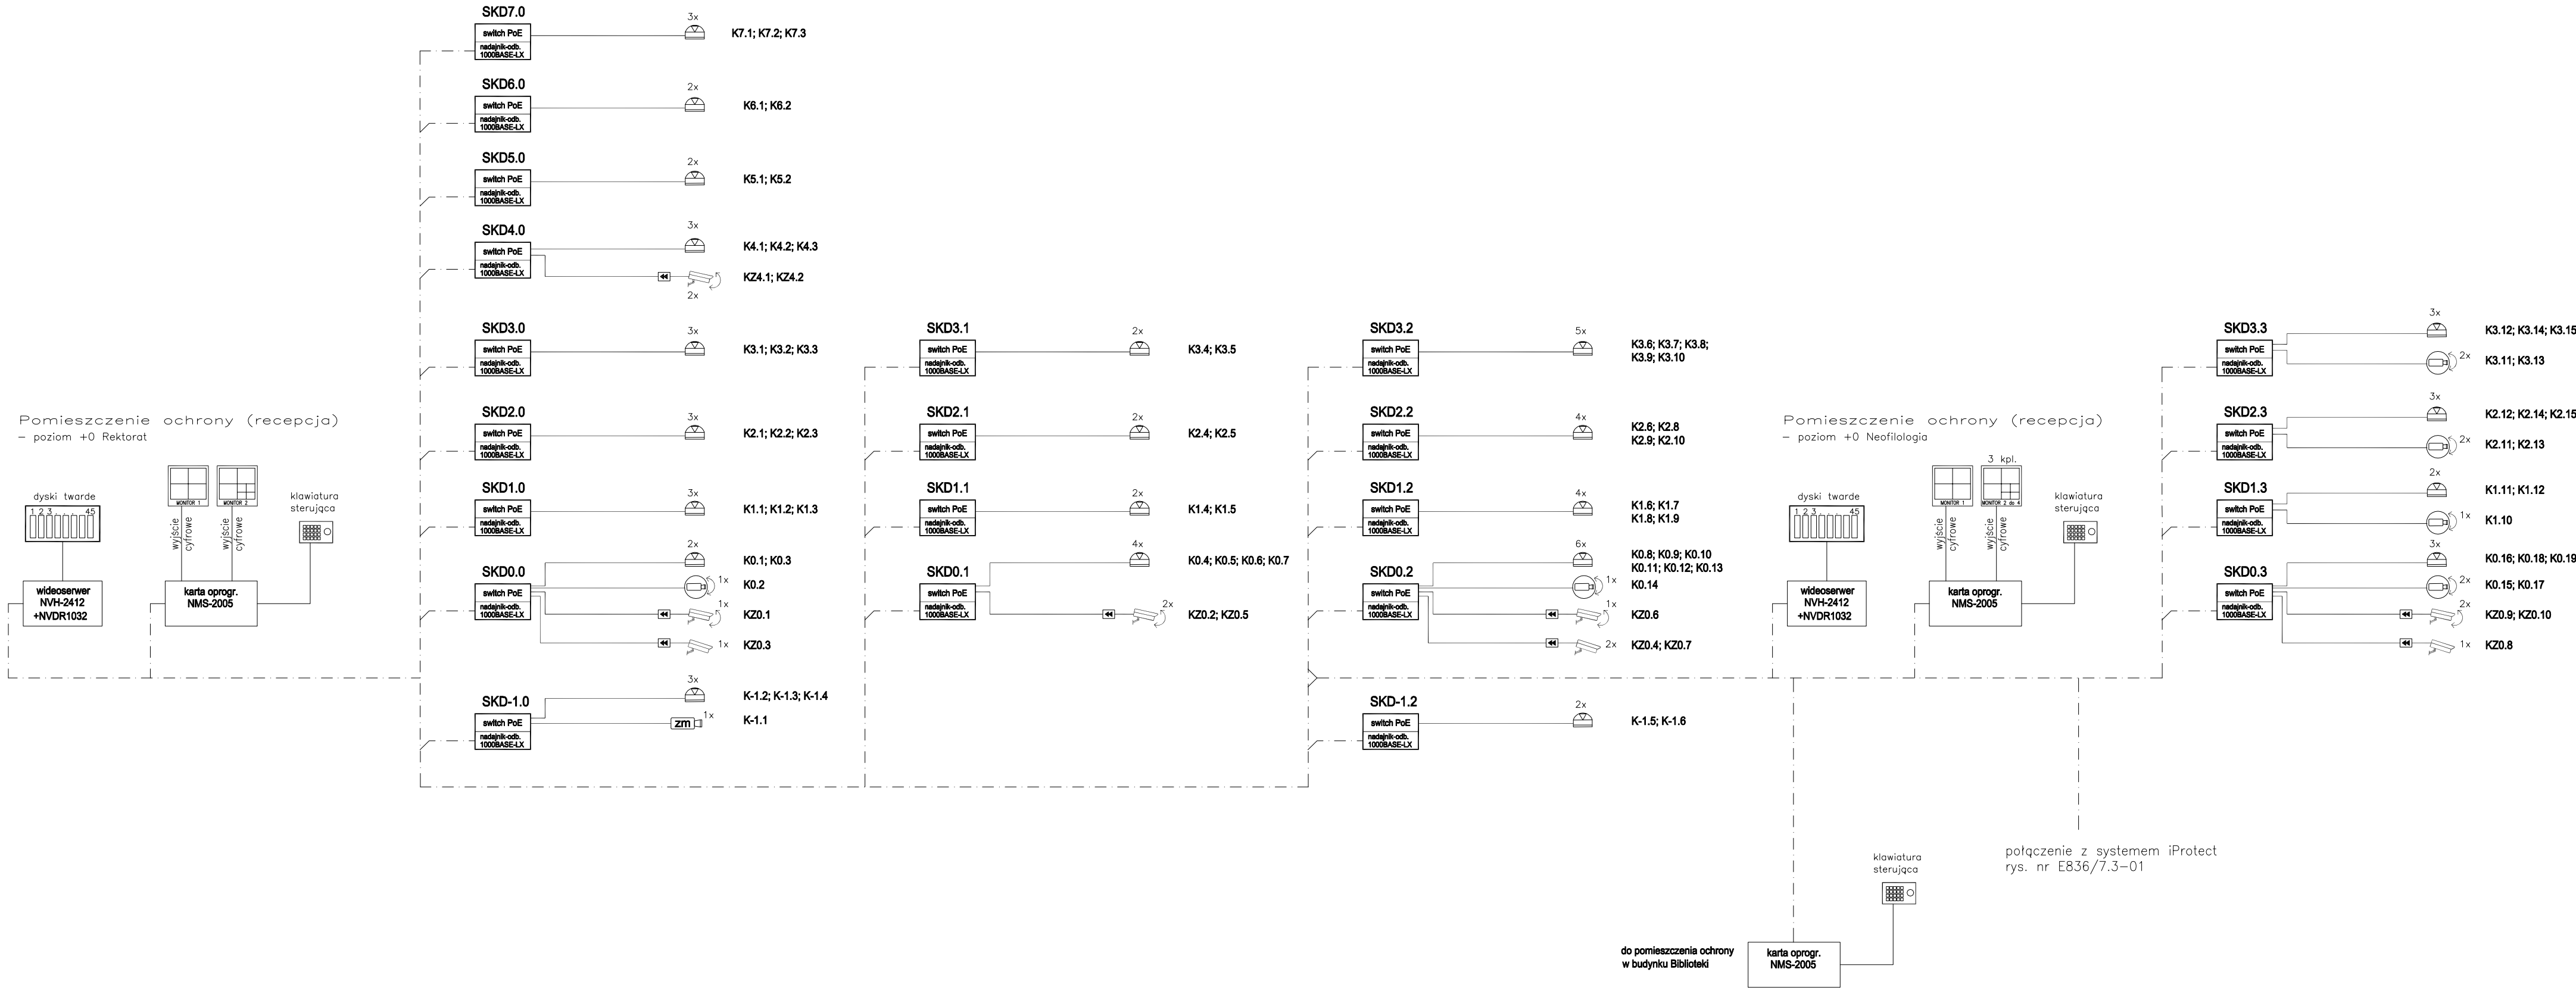 SKD7.0
switch PoE
nadajnik-odb.
1000BASE-LX
3x
K7.1; K7.2; K7.3
SKD6.0
switch PoE
nadajnik-odb.
1000BASE-LX
2x
K6.1; K6.2
SKD5.0
switch PoE
nadajnik-odb.
1000BASE-LX
2x
K5.1; K5.2
SKD4.0
switch PoE
nadajnik-odb.
1000BASE-LX
3x
K4.1; K4.2; K4.3
KZ4.1; KZ4.2
2x
SKD3.0
switch PoE
nadajnik-odb.
1000BASE-LX
3x
K3.1; K3.2; K3.3
SKD2.0
switch PoE
nadajnik-odb.
1000BASE-LX
3x
K2.1; K2.2; K2.3
SKD1.0
switch PoE
nadajnik-odb.
1000BASE-LX
3x
K1.1; K1.2; K1.3
SKD0.0
switch PoE
nadajnik-odb.
1000BASE-LX
2x
K0.1; K0.3
1x
K0.2
1x
KZ0.1
1x
KZ0.3
SKD-1.0
switch PoE
nadajnik-odb.
1000BASE-LX
3x
K-1.2; K-1.3; K-1.4
zm
1x
K-1.1
Pomieszczenie ochrony (recepcja)
- poziom +0 Rektorat
dyski twarde
1 2 3 . . . 45
wideoserwer
NVH-2412
+NVDR1032
MONITOR 1
MONITOR 2
wyjście
cyfrowe
wyjście
cyfrowe
karta oprogr.
NMS-2005
klawiatura
sterująca
SKD3.1
switch PoE
nadajnik-odb.
1000BASE-LX
2x
K3.4; K3.5
SKD2.1
switch PoE
nadajnik-odb.
1000BASE-LX
2x
K2.4; K2.5
SKD1.1
switch PoE
nadajnik-odb.
1000BASE-LX
2x
K1.4; K1.5
SKD0.1
switch PoE
nadajnik-odb.
1000BASE-LX
4x
K0.4; K0.5; K0.6; K0.7
2x
KZ0.2; KZ0.5
SKD3.2
switch PoE
nadajnik-odb.
1000BASE-LX
5x
K3.6; K3.7; K3.8;
K3.9; K3.10
SKD2.2
switch PoE
nadajnik-odb.
1000BASE-LX
4x
K2.6; K2.8
K2.9; K2.10
SKD1.2
switch PoE
nadajnik-odb.
1000BASE-LX
4x
K1.6; K1.7
K1.8; K1.9
SKD0.2
switch PoE
nadajnik-odb.
1000BASE-LX
6x
K0.8; K0.9; K0.10
K0.11; K0.12; K0.13
1x
K0.14
1x
KZ0.6
2x
KZ0.4; KZ0.7
SKD-1.2
switch PoE
nadajnik-odb.
1000BASE-LX
2x
K-1.5; K-1.6
Pomieszczenie ochrony (recepcja)
- poziom +0 Neofilologia
dyski twarde
1 2 3 . . . 45
wideoserwer
NVH-2412
+NVDR1032
3 kpl.
MONITOR 1
MONITOR 2 do 4
wyjście
cyfrowe
wyjście
cyfrowe
karta oprogr.
NMS-2005
klawiatura
sterująca
SKD3.3
switch PoE
nadajnik-odb.
1000BASE-LX
3x
K3.12; K3.14; K3.15
2x
K3.11; K3.13
SKD2.3
switch PoE
nadajnik-odb.
1000BASE-LX
3x
K2.12; K2.14; K2.15
2x
K2.11; K2.13
SKD1.3
switch PoE
nadajnik-odb.
1000BASE-LX
2x
K1.11; K1.12
1x
K1.10
SKD0.3
switch PoE
nadajnik-odb.
1000BASE-LX
3x
K0.16; K0.18; K0.19
2x
K0.15; K0.17
2x
KZ0.9; KZ0.10
1x
KZ0.8
połączenie z systemem iProtect
rys. nr E836/7.3-01
klawiatura
sterująca
do pomieszczenia ochrony
w budynku Biblioteki
karta oprogr.
NMS-2005